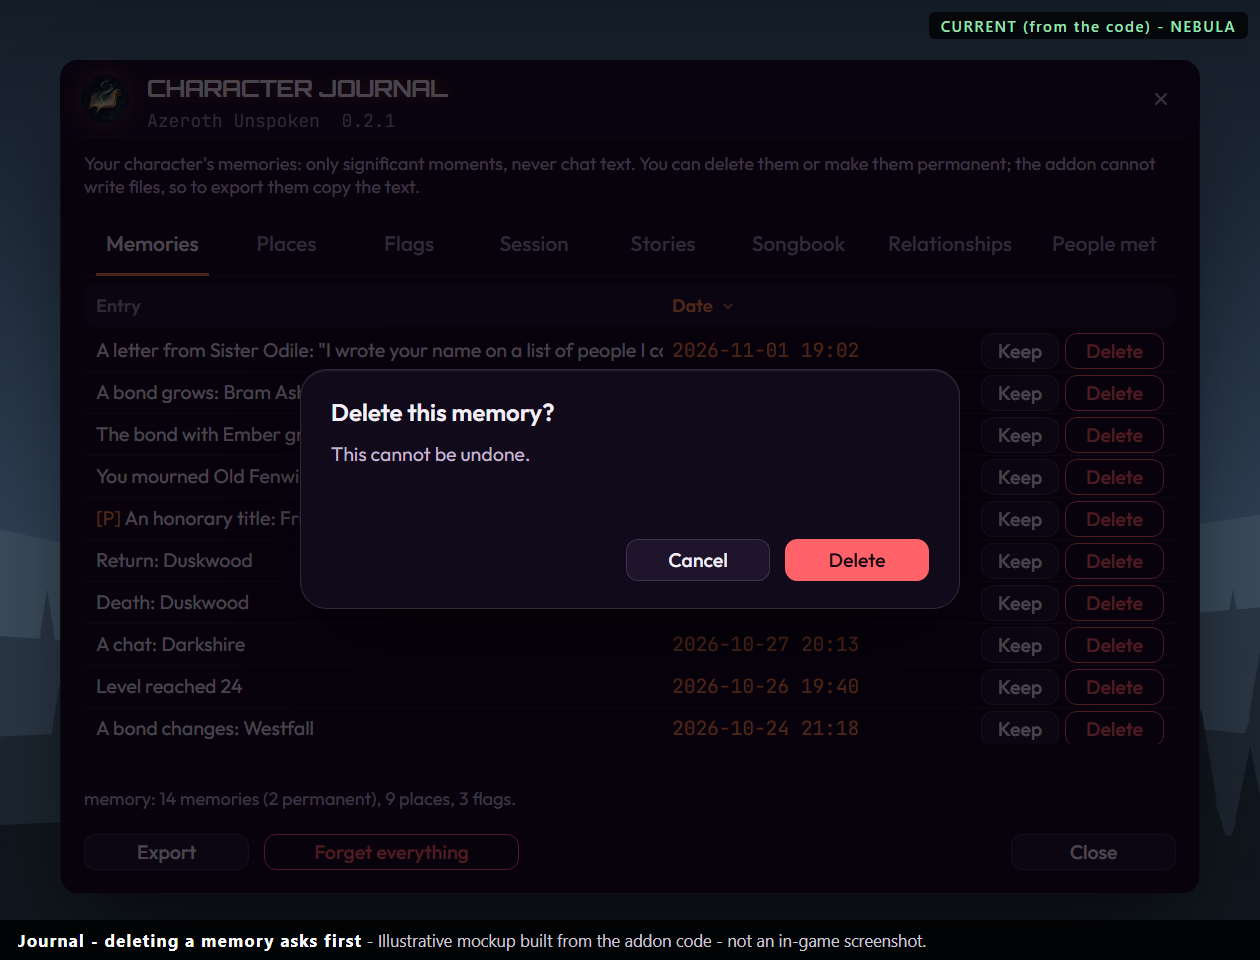 CURRENT (from the code) - NEBULA
CHARACTER JOURNAL
Azeroth Unspoken 0.2.1
Your character's memories: only significant moments, never chat text. You can delete them or make them permanent; the addon cannot
write files, so to export them copy the text.
Memories Places Flags Session Stories Songbook Relationships People met
Entry Date
A letter from Sister Odile: "I wrote your name on a list of people I 2026-11-01 19:02 Keep Delete
A bond grows: Bram Keep Delete
The bond with Ember Keep Delete
You mourned Old Keep Delete
[P] An honorary title: Keep Delete
Return: Duskwood Keep Delete
Death: Duskwood Keep Delete
Delete this memory?
This cannot be undone.
Cancel Delete
A chat: Darkshire 2026-10-27 20:13 Keep Delete
Level reached 24 2026-10-26 19:40 Keep Delete
A bond changes: Westfall 2026-10-24 21:18 Keep Delete
memory: 14 memories (2 permanent), 9 places, 3 flags.
Export Forget everything Close
Journal - deleting a memory asks first - Illustrative mockup built from the addon code - not an in-game screenshot.